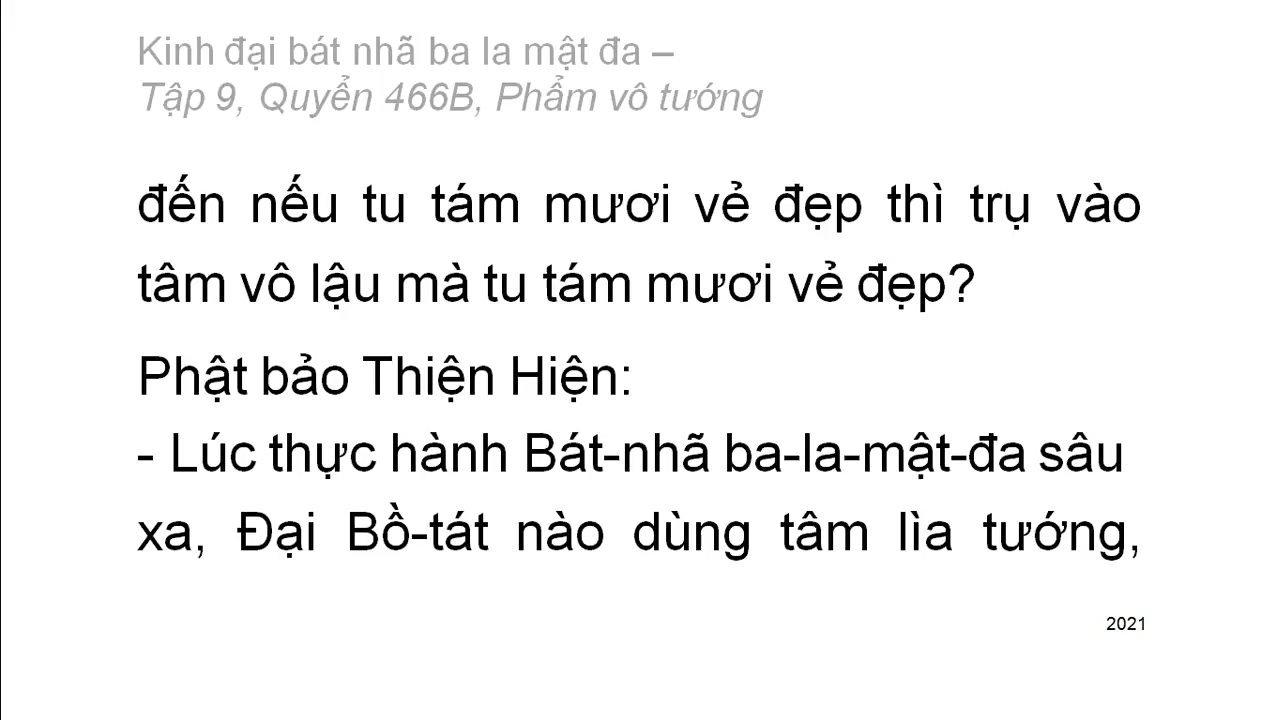 Kinh đại bát nhã ba la mật đa –
Tập 9, Quyển 466B, Phẩm vô tướng
đến nếu tu tám mươi vẻ đẹp thì trụ vào
tâm vô lậu mà tu tám mươi vẻ đẹp?
Phật bảo Thiện Hiện:
- Lúc thực hành Bát-nhã ba-la-mật-đa sâu
xa, Đại Bồ-tát nào dùng tâm lìa tướng,
2021